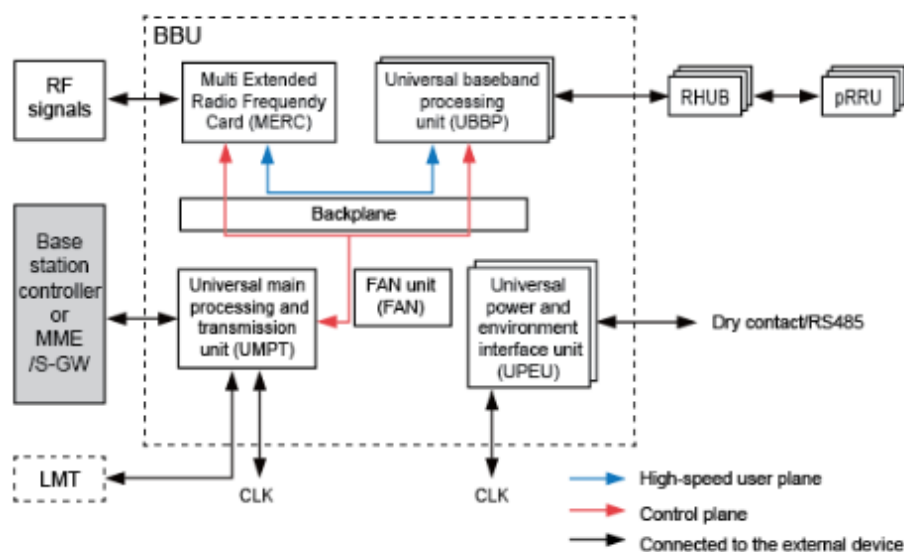 BBU
RF
signals
Multi Extended
Radio Frequendy
Card (MERC)
Universal baseband
processing
unit (UBBP)
RHUB
pRRU
Backplane
Base
station
controller
or
MME
/S-GW
Universal main
processing and
transmission
unit (UMPT)
FAN unit
(FAN)
Universal
power and
environment
interface unit
(UPEU)
Dry contact/RS485
LMT
CLK
CLK
High-speed user plane
Control plane
Connected to the external device